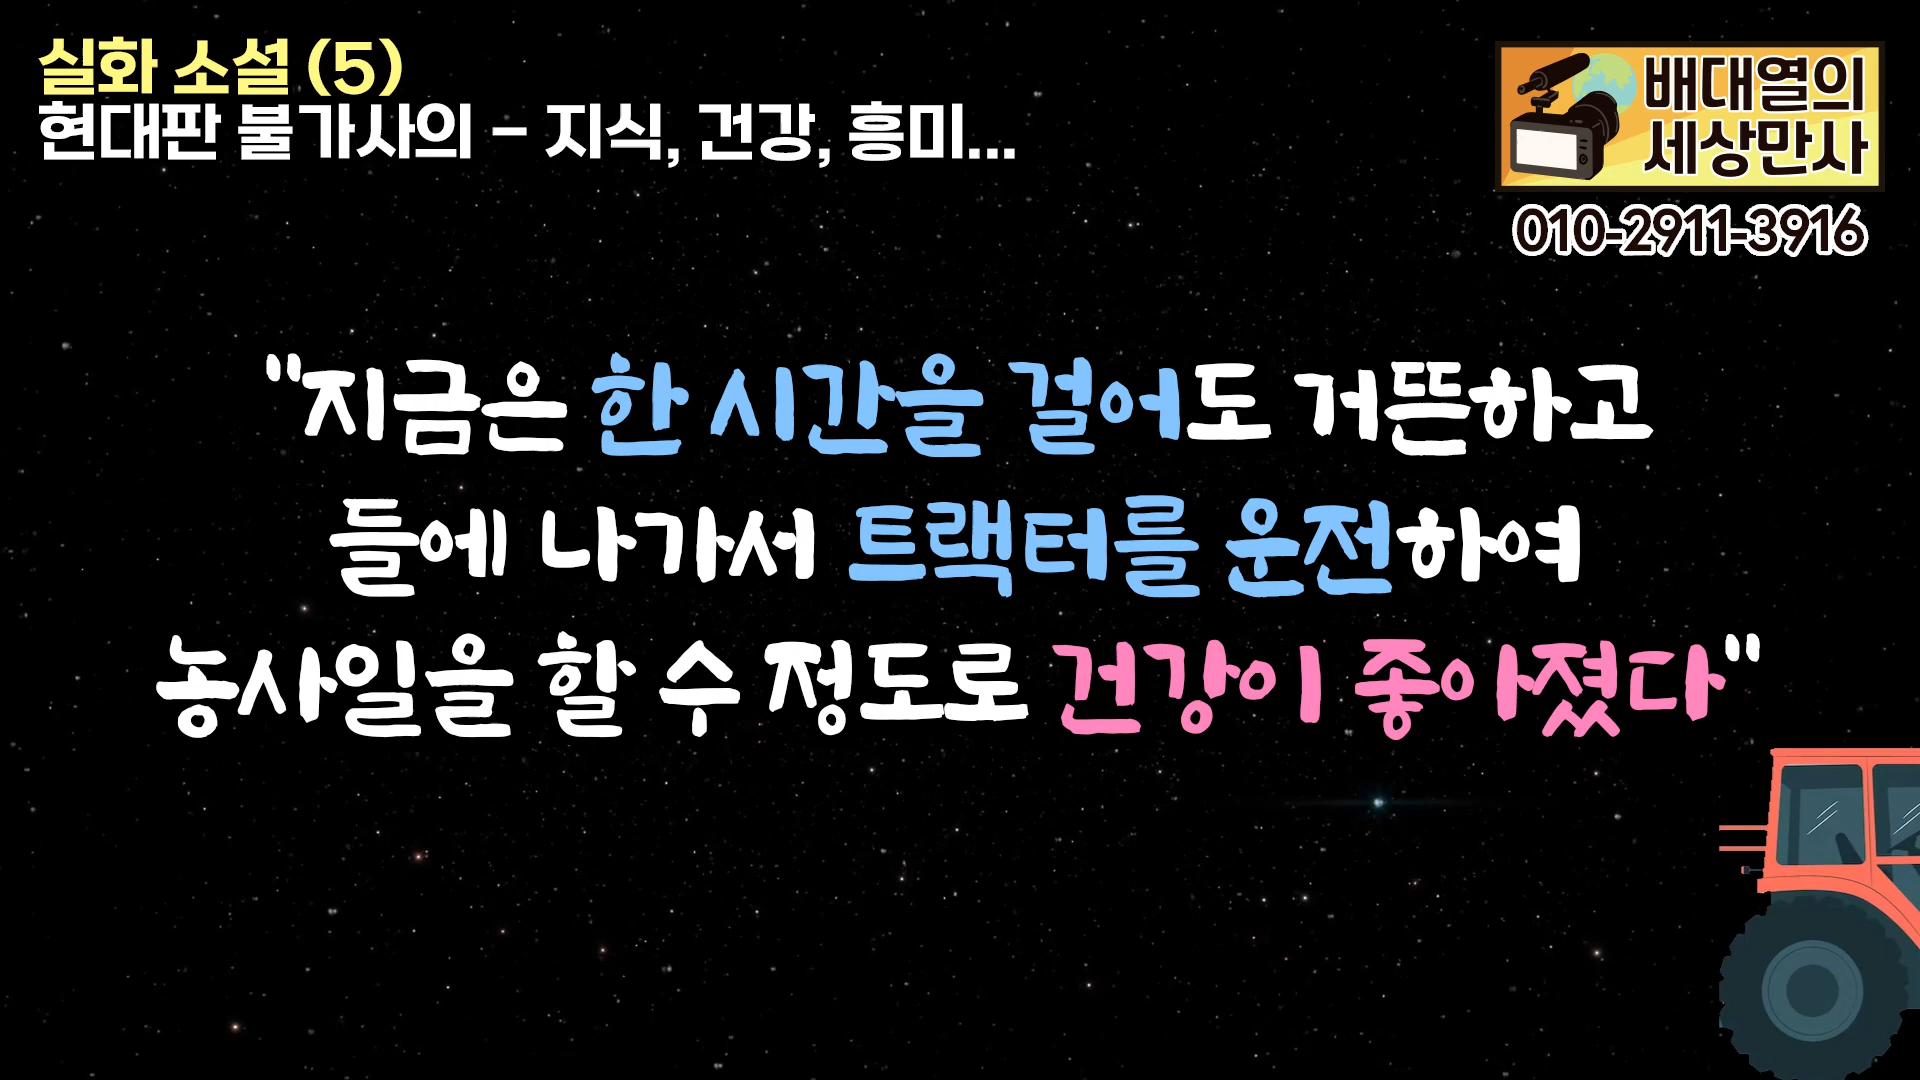 실화 소설 (5)
현대판 불가사의 - 지식, 건강, 흥미...
배대열의
세상만사
010-2911-3916
"지금은 한 시간을 걸어도 거뜬하고
들에 나가서 트랙터를 운전하여
농사일을 할 수 정도로 건강이 좋아졌다"